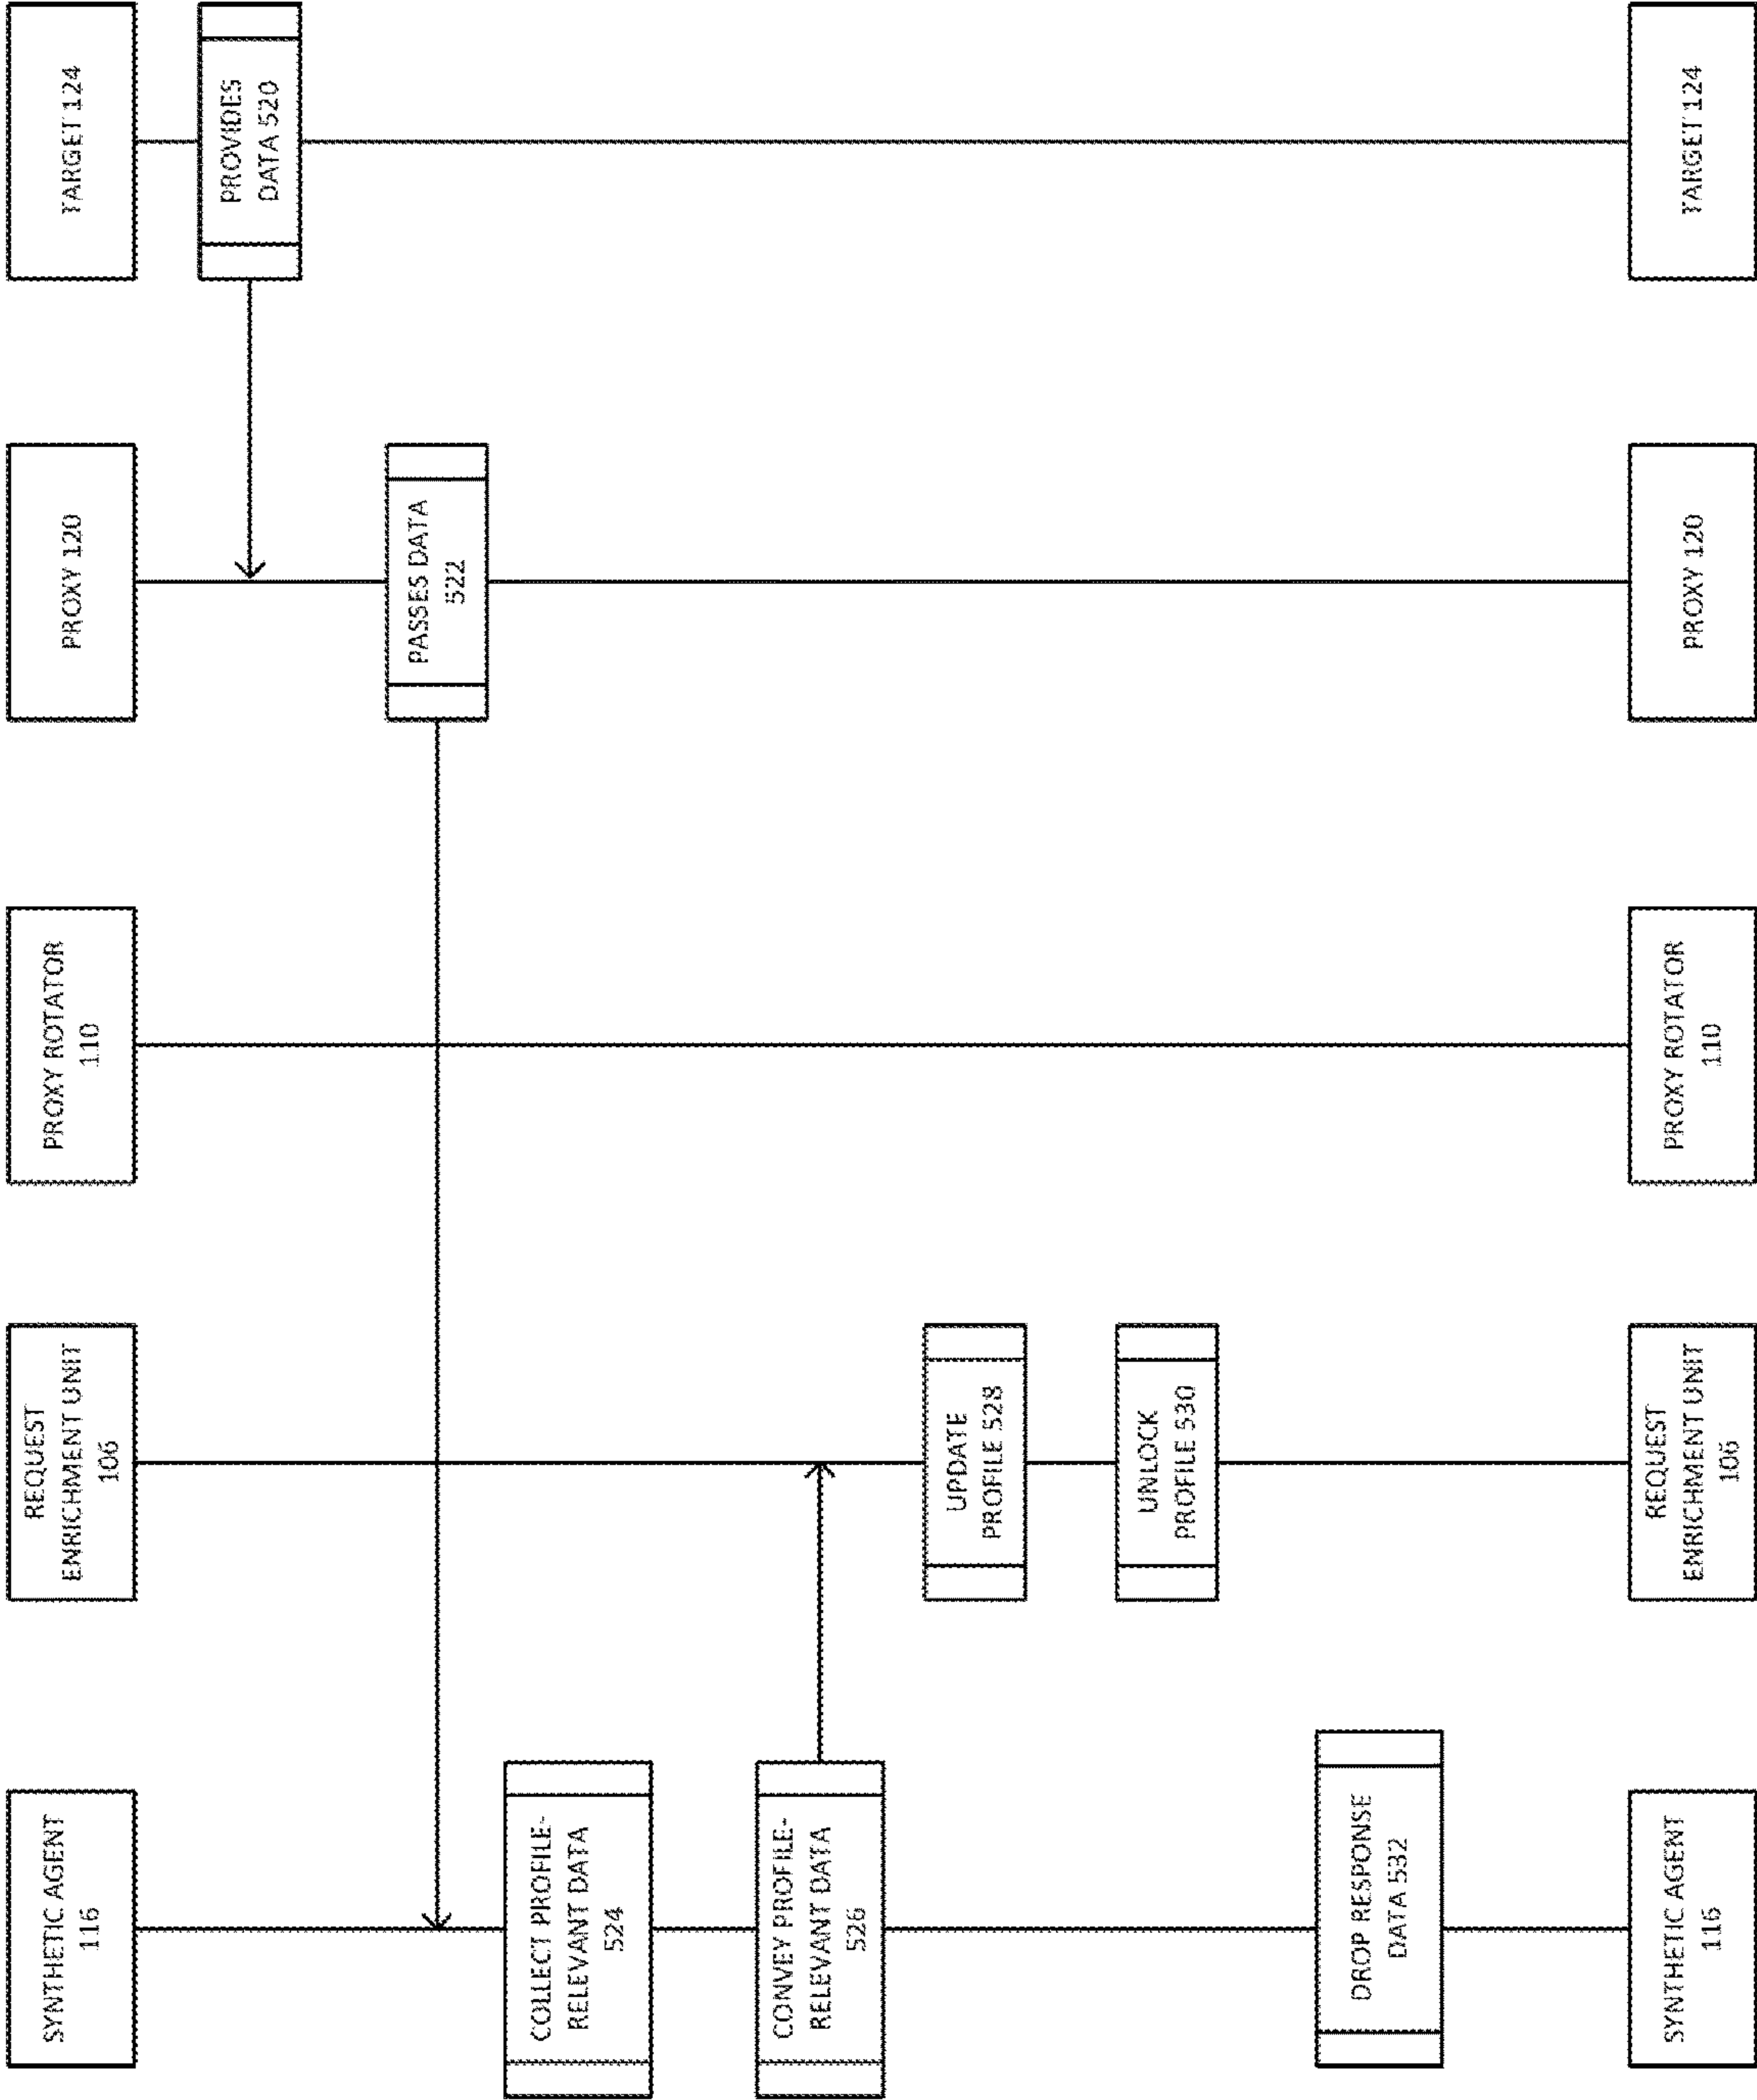 SYNTHETIC AGENT
116
REQUEST
ENRICHMENT UNIT
106
PROXY ROTATOR
110
PROXY 120
TARGET 124
PROVIDES
DATA 520
PASSES DATA
522
COLLECT PROFILE-
RELEVANT DATA
524
CONVEY PROFILE-
RELEVANT DATA
526
UPDATE
PROFILE 528
UNLOCK
PROFILE 530
DROP RESPONSE
DATA 532
SYNTHETIC AGENT
116
REQUEST
ENRICHMENT UNIT
106
PROXY ROTATOR
110
PROXY 120
TARGET 124